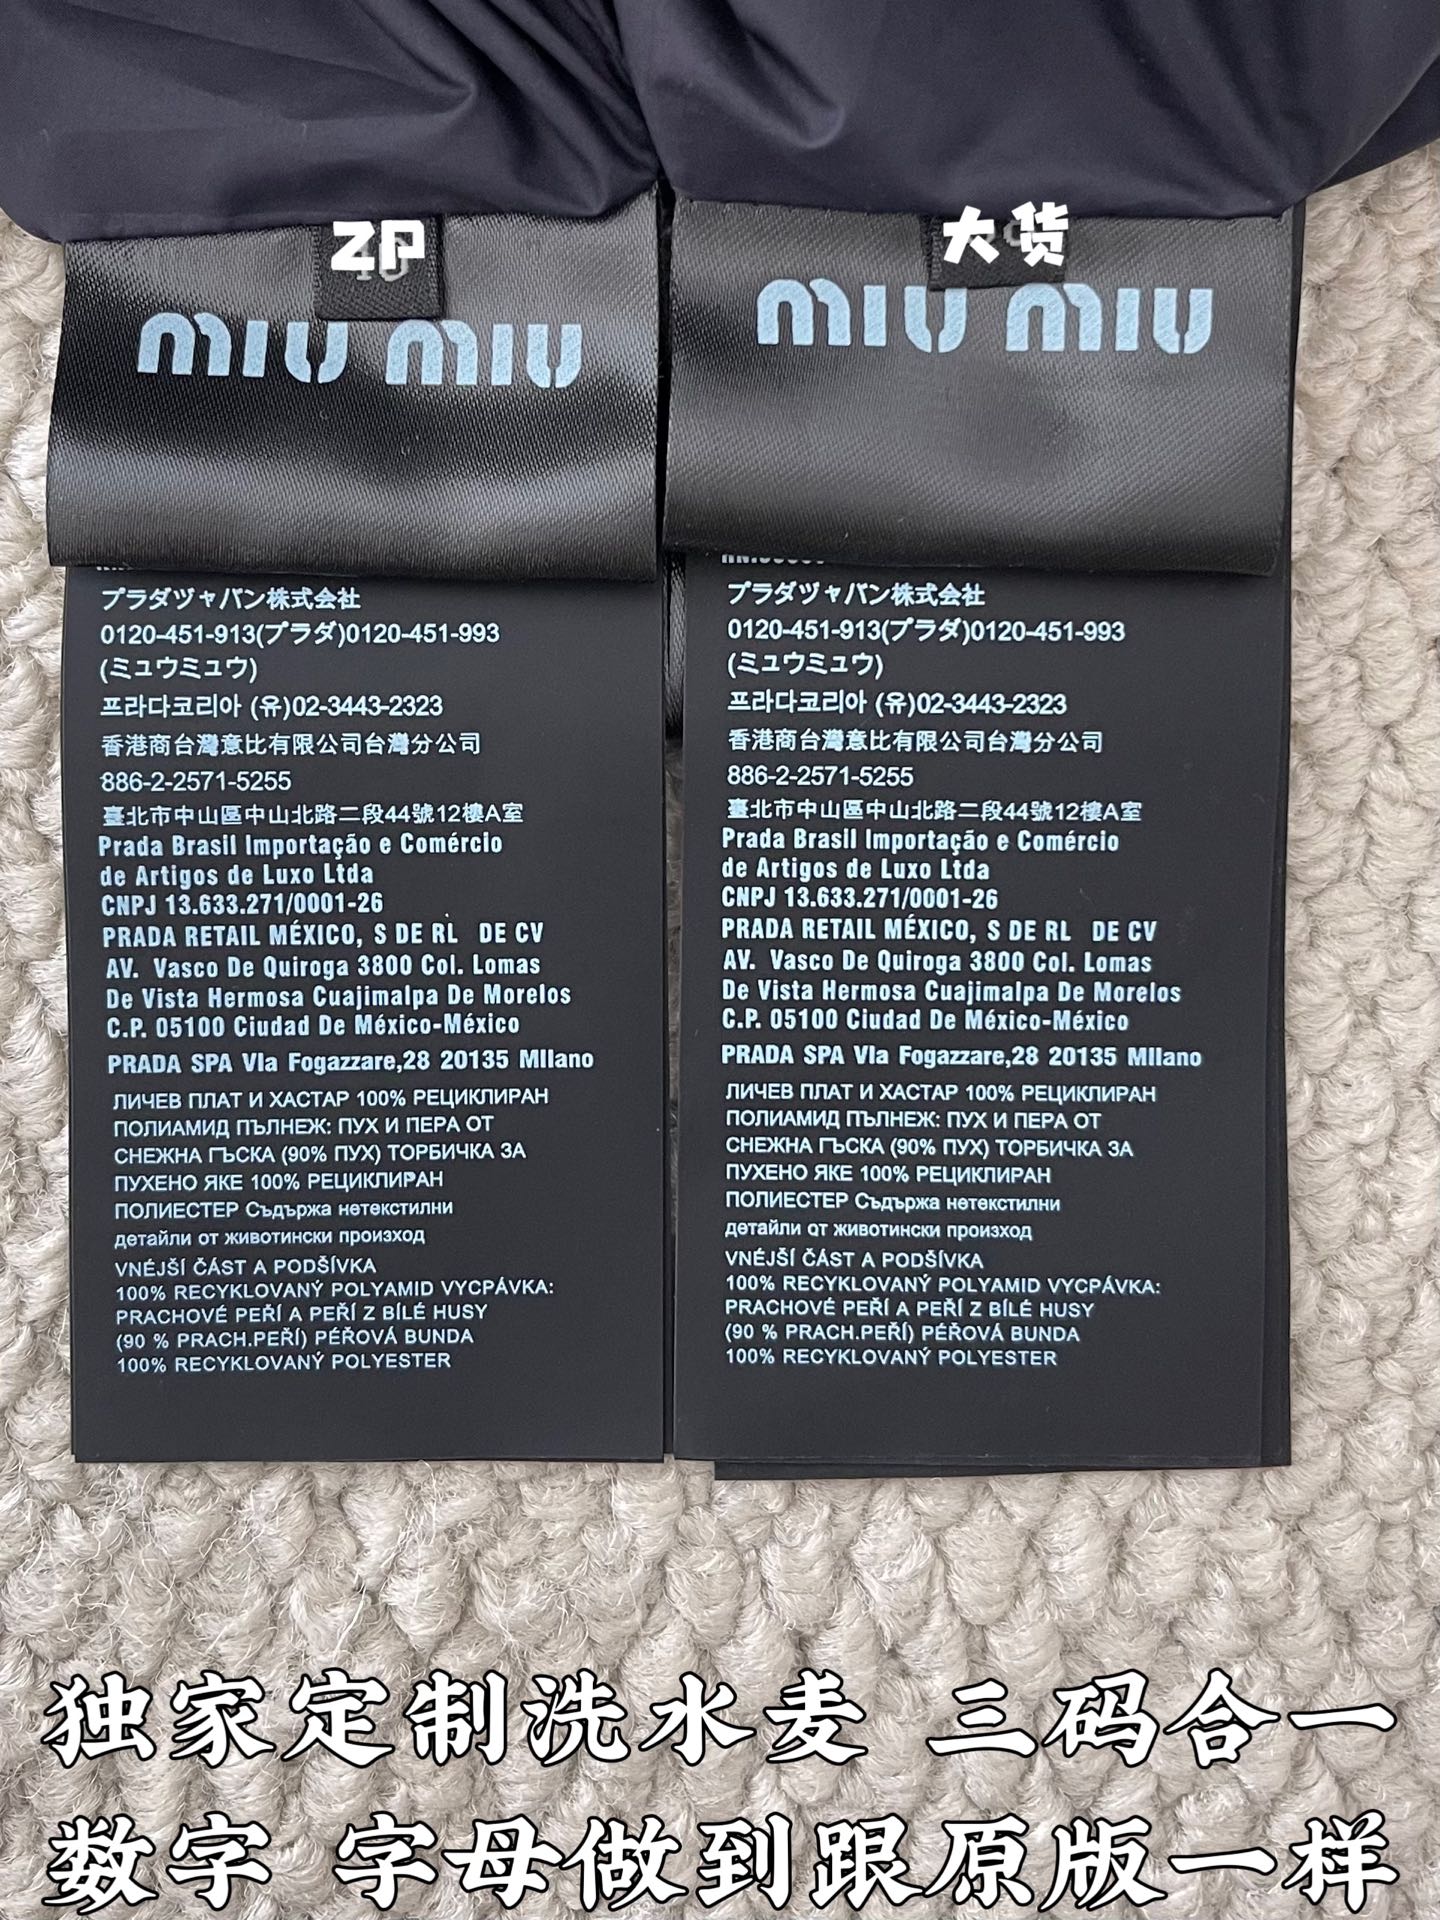 ZP
MIU MIU
プラダヅャバン株式会社
0120-451-913(プラダ)0120-451-993
(ミュウミュウ)
프라다코리아 (유)02-3443-2323
香港商台灣意比有限公司台灣分公司
886-2-2571-5255
臺北市中山區中山北路二段44號12樓A室
Prada Brasil Importação e Comércio
de Artigos de Luxo Ltda
CNPJ 13.633.271/0001-26
PRADA RETAIL MÉXICO, S DE RL DE CV
AV. Vasco De Quiroga 3800 Col. Lomas
De Vista Hermosa Cuajimalpa De Morelos
C.P. 05100 Ciudad De México-México
PRADA SPA VIa Fogazzare,28 20135 MIlano
ЛИЧЕВ ПЛАТ И ХАСТАР 100% РЕЦИКЛИРАН
ПОЛИАМИД ПЪЛНЕЖ: ПУХ И ПЕРА ОТ
СНЕЖНА ГЪСКА (90% ПУХ) ТОРБИЧКА ЗА
ПУХЕНО ЯКЕ 100% РЕЦИКЛИРАН
ПОЛИЕСТЕР Съдържа нетекстилни
детайли от животински произход
VNÉJŠÍ ČÁST A PODŠÍVKA
100% RECYKLOVANÝ POLYAMID VYCPÁVKA:
PRACHOVÉ PEŘÍ A PEŘÍ Z BÍLÉ HUSY
(90 % PRACH.PEŘÍ) PÉŘOVÁ BUNDA
100% RECYKLOVANÝ POLYESTER
大货
MIU MIU
プラダヅャバン株式会社
0120-451-913(プラダ)0120-451-993
(ミュウミュウ)
프라다코리아 (유)02-3443-2323
香港商台灣意比有限公司台灣分公司
886-2-2571-5255
臺北市中山區中山北路二段44號12樓A室
Prada Brasil Importação e Comércio
de Artigos de Luxo Ltda
CNPJ 13.633.271/0001-26
PRADA RETAIL MÉXICO, S DE RL DE CV
AV. Vasco De Quiroga 3800 Col. Lomas
De Vista Hermosa Cuajimalpa De Morelos
C.P. 05100 Ciudad De México-México
PRADA SPA VIa Fogazzare,28 20135 MIlano
ЛИЧЕВ ПЛАТ И ХАСТАР 100% РЕЦИКЛИРАН
ПОЛИАМИД ПЪЛНЕЖ: ПУХ И ПЕРА ОТ
СНЕЖНА ГЪСКА (90% ПУХ) ТОРБИЧКА ЗА
ПУХЕНО ЯКЕ 100% РЕЦИКЛИРАН
ПОЛИЕСТЕР Съдържа нетекстилни
детайли от животински произход
VNÉJŠÍ ČÁST A PODŠÍVKA
100% RECYKLOVANÝ POLYAMID VYCPÁVKA:
PRACHOVÉ PEŘÍ A PEŘÍ Z BÍLÉ HUSY
(90 % PRACH.PEŘÍ) PÉŘOVÁ BUNDA
100% RECYKLOVANÝ POLYESTER
独家定制洗水麦 三码合一
数字 字母做到跟原版一样